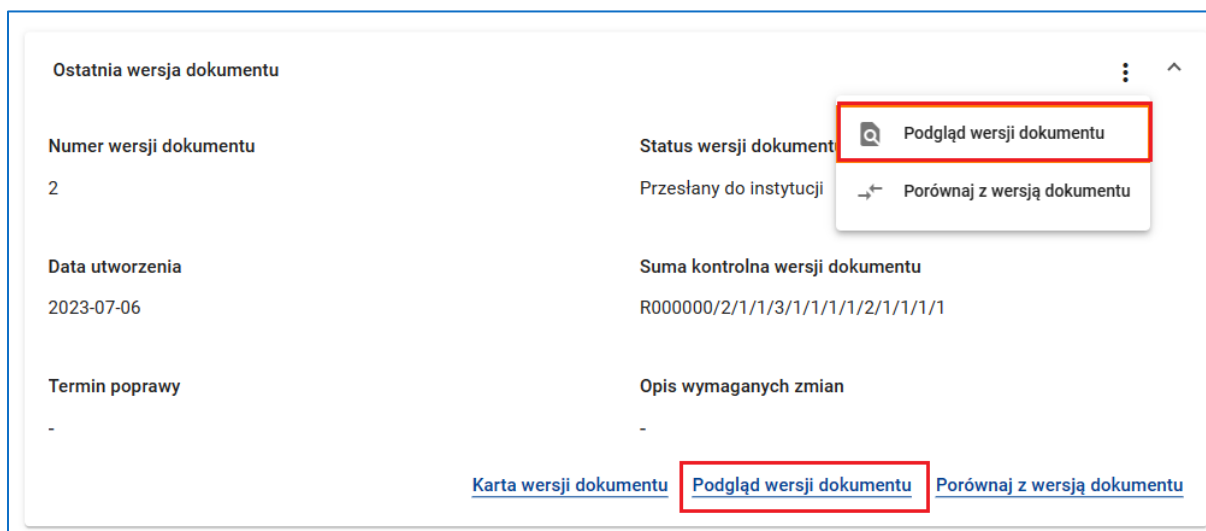 Ostatnia wersja dokumentu
Podgląd wersji dokumentu
Numer wersji dokumentu
Status wersji dokumentu
2
Przesłany do instytucji
Porównaj z wersją dokumentu
Data utworzenia
Suma kontrolna wersji dokumentu
2023-07-06
R000000/2/1/1/3/1/1/1/1/2/1/1/1/1
Termin poprawy
Opis wymaganych zmian
-
-
Karta wersji dokumentu Podgląd wersji dokumentu Porównaj z wersją dokumentu